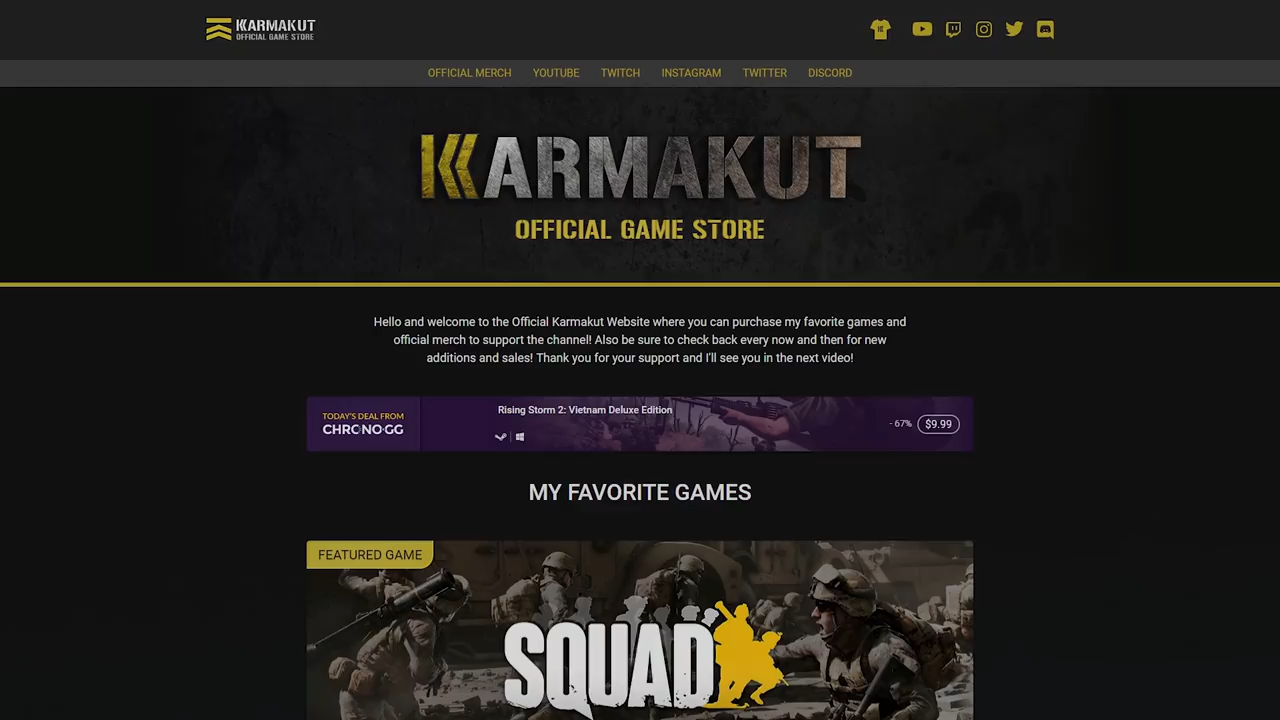 KARMAKUT
OFFICIAL GAME STORE
OFFICIAL MERCH YOUTUBE TWITCH INSTAGRAM TWITTER DISCORD
KARMAKUT
OFFICIAL GAME STORE
Hello and welcome to the Official Karmakut Website where you can purchase my favorite games and
official merch to support the channel! Also be sure to check back every now and then for new
additions and sales! Thank you for your support and I'll see you in the next video!
TODAY'S DEAL FROM
CHRONO.GG
Rising Storm 2: Vietnam Deluxe Edition
- 67% $9.99
MY FAVORITE GAMES
FEATURED GAME
SQUAD